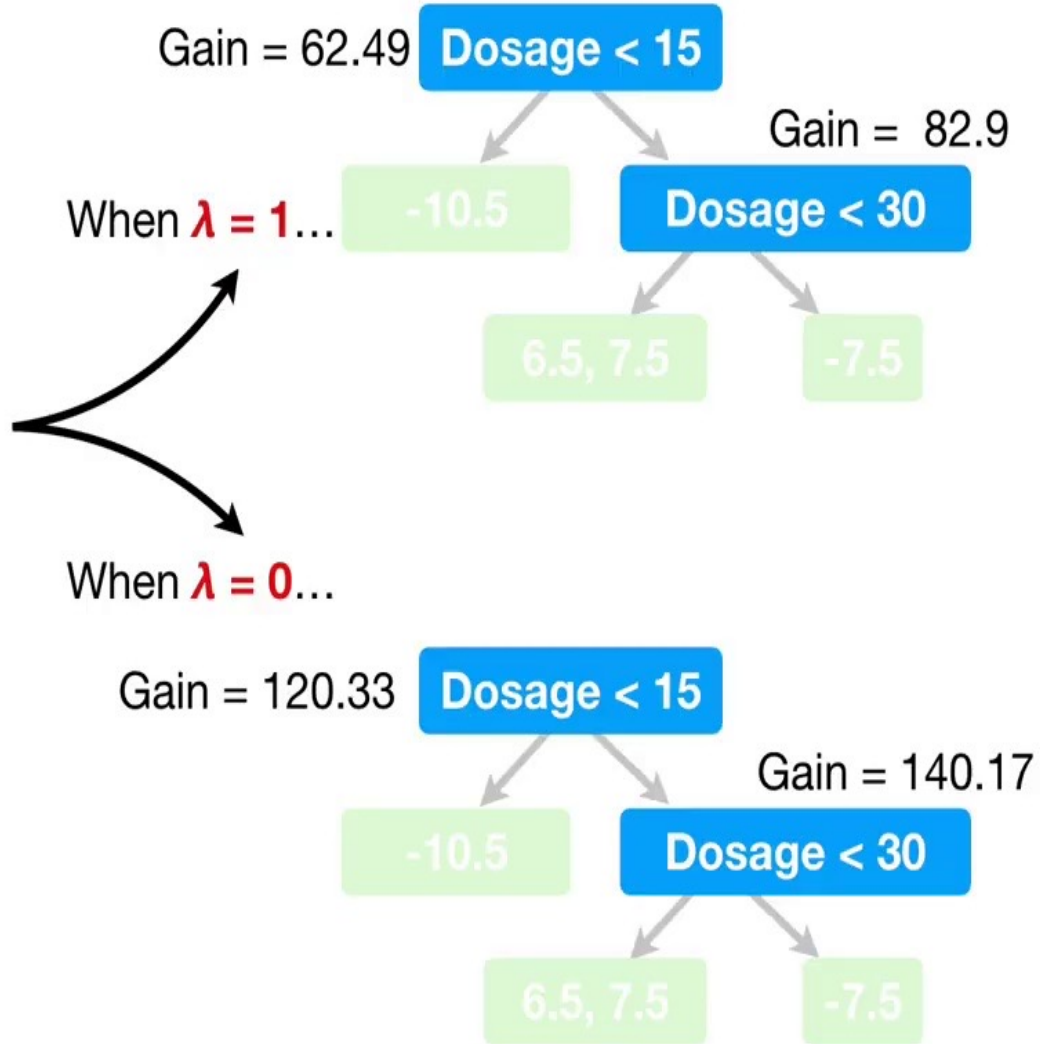 Gain = 62.49 Dosage < 15
Gain = 82.9
When λ = 1... -10.5 Dosage < 30
6.5, 7.5 -7.5
When λ = 0...
Gain = 120.33 Dosage < 15
Gain = 140.17
-10.5 Dosage < 30
6.5, 7.5 -7.5